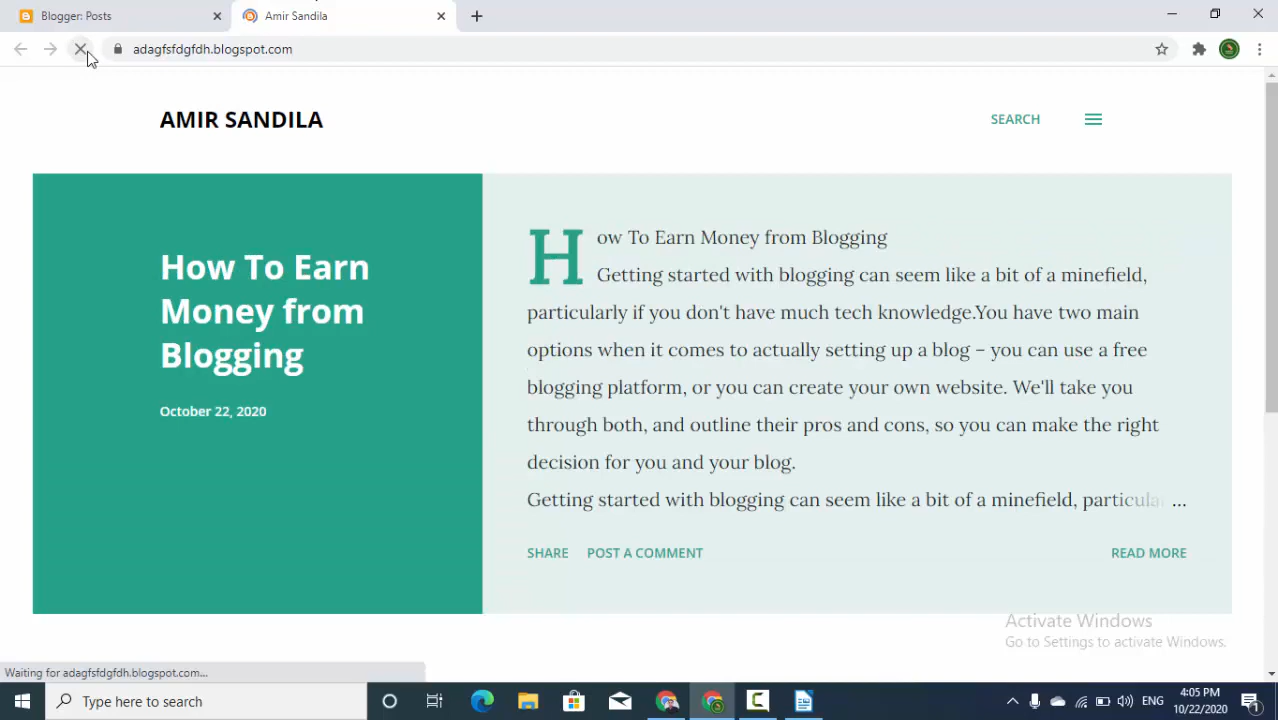 Blogger: Posts
Amir Sandila
adagfsfdgfdh.blogspot.com
AMIR SANDILA
SEARCH
How To Earn
Money from
Blogging
October 22, 2020
How To Earn Money from Blogging
Getting started with blogging can seem like a bit of a minefield,
particularly if you don't have much tech knowledge.You have two main
options when it comes to actually setting up a blog – you can use a free
blogging platform, or you can create your own website. We'll take you
through both, and outline their pros and cons, so you can make the right
decision for you and your blog.
Getting started with blogging can seem like a bit of a minefield, particula ...
SHARE POST A COMMENT READ MORE
Activate Windows
Go to Settings to activate Windows.
Waiting for adagfsfdgfdh.blogspot.com...
Type here to search
ENG
4:05 PM
10/22/2020
1